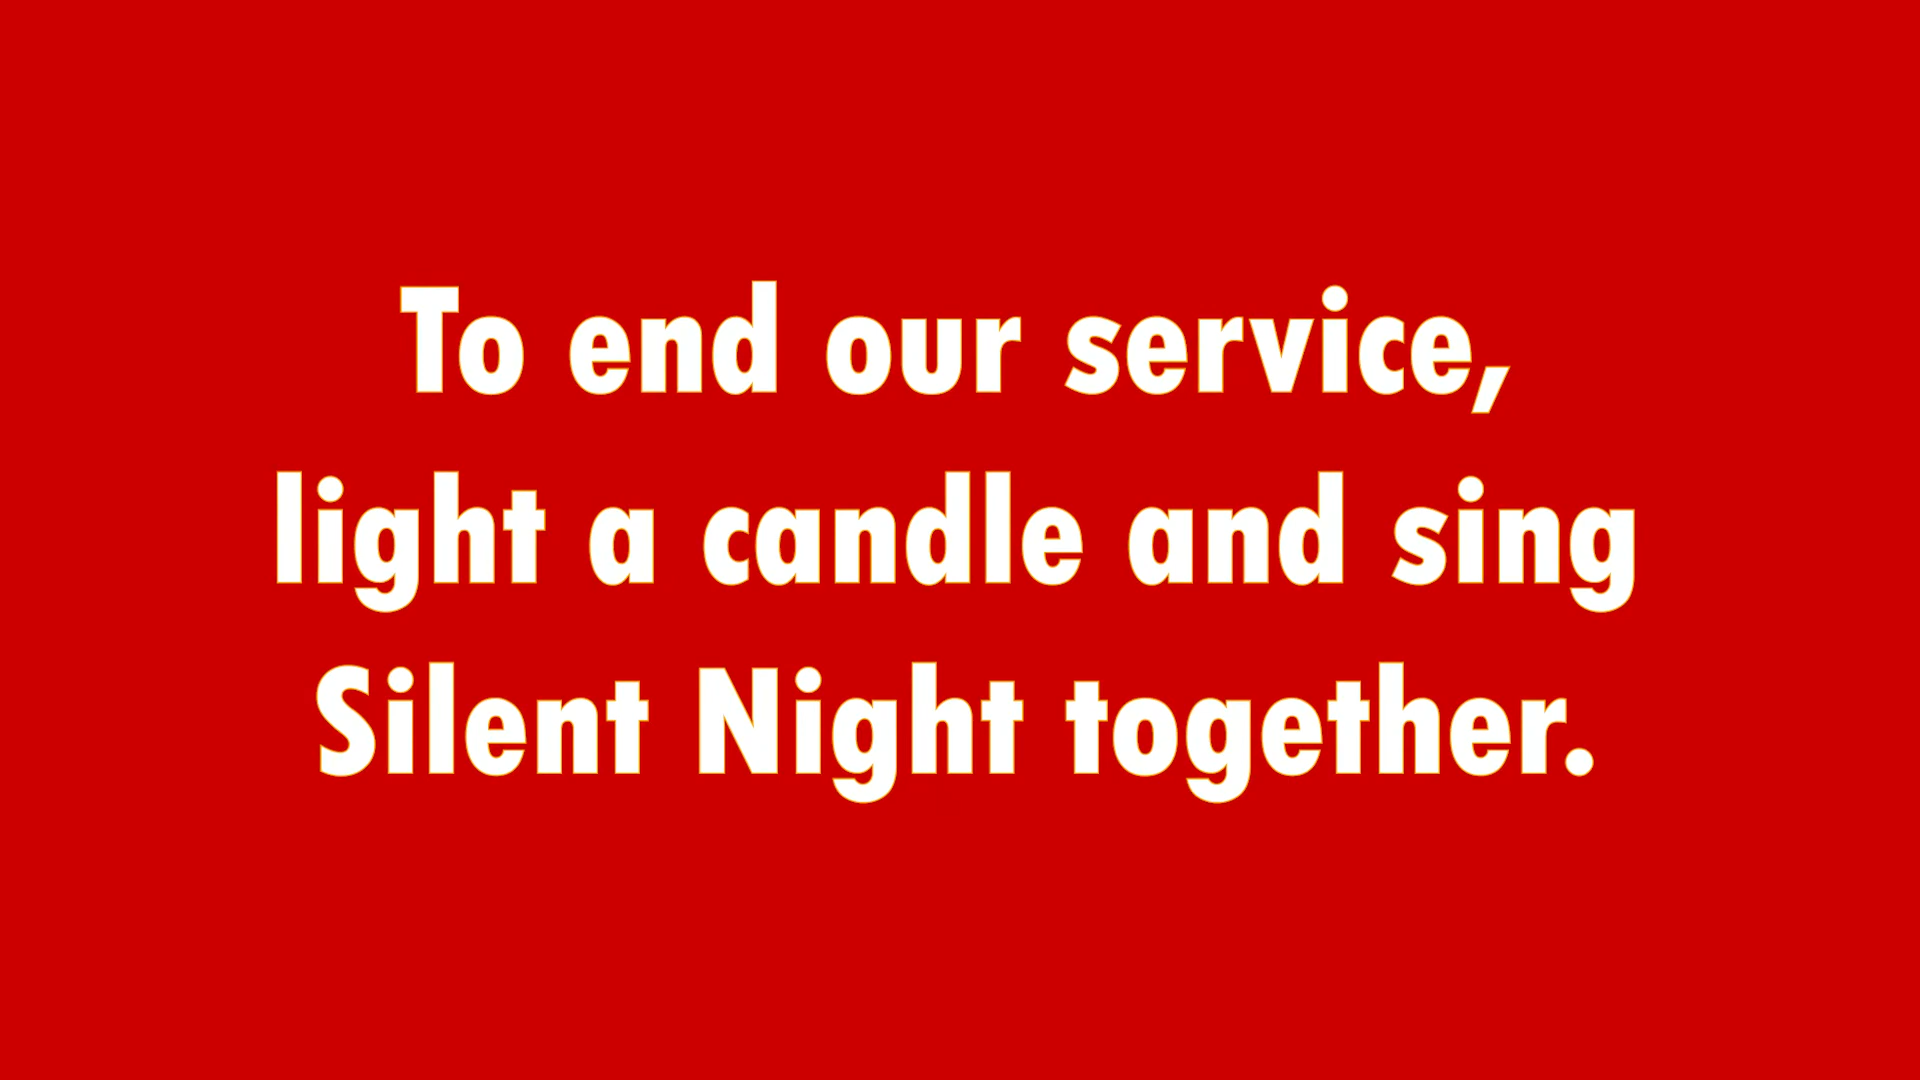 To end our service,
light a candle and sing
Silent Night together.